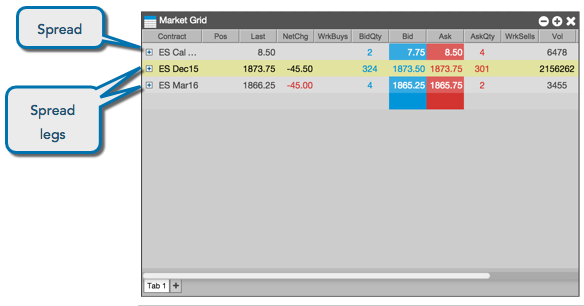 Spread
Spread
legs
Market Grid
Contract Pos Last NetChg WrkBuys BidQty Bid Ask AskQty WrkSells Vol
ES Cal ... 8.50 2 7.75 8.50 4 6478
ES Dec15 1873.75 -45.50 324 1873.50 1873.75 301 2156262
ES Mar16 1866.25 -45.00 4 1865.25 1865.75 2 3455
Tab 1 +